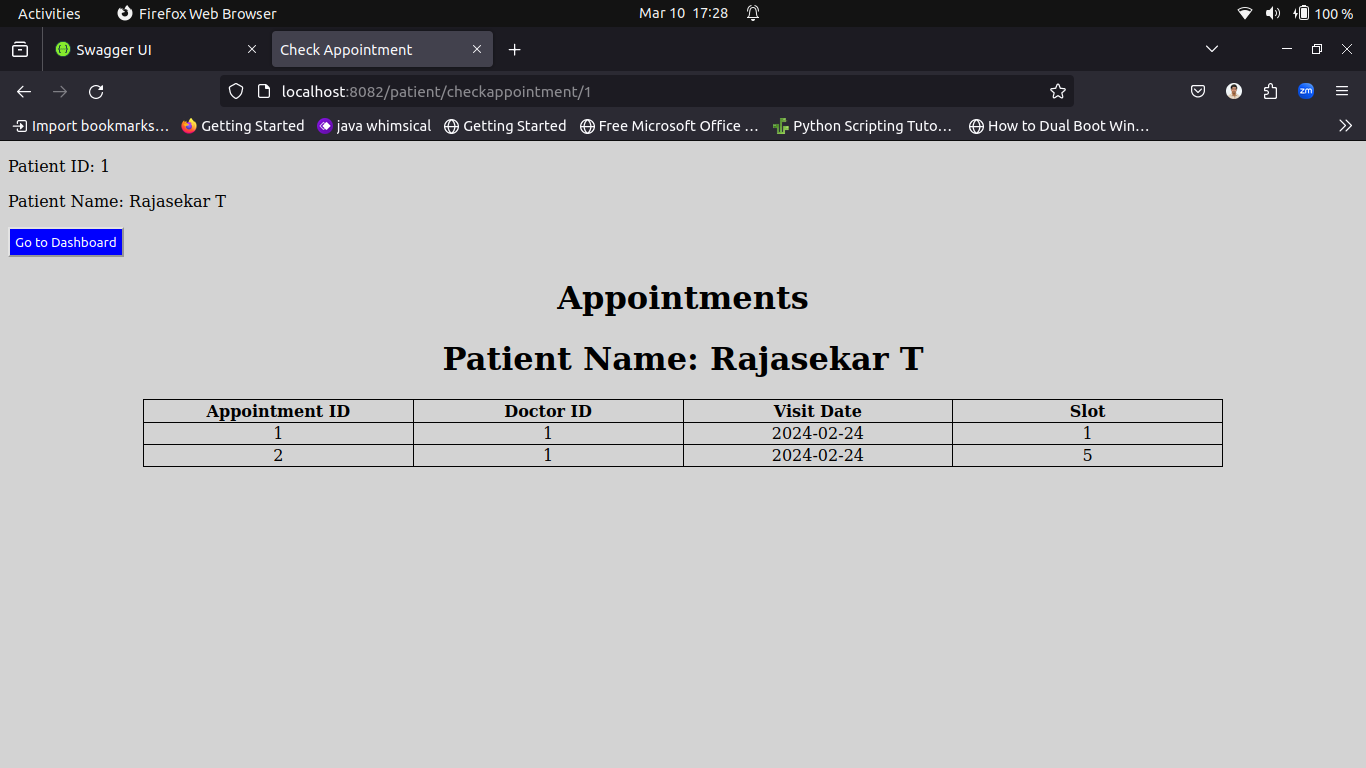 Activities Firefox Web Browser Mar 10 17:28 100 %
Swagger UI Check Appointment
localhost:8082/patient/checkappointment/1 zm
Import bookmarks… Getting Started java whimsical Getting Started Free Microsoft Office … Python Scripting Tuto… How to Dual Boot Win…
Patient ID: 1
Patient Name: Rajasekar T
Go to Dashboard
Appointments
Patient Name: Rajasekar T
Appointment ID Doctor ID Visit Date Slot
1 1 2024-02-24 1
2 1 2024-02-24 5